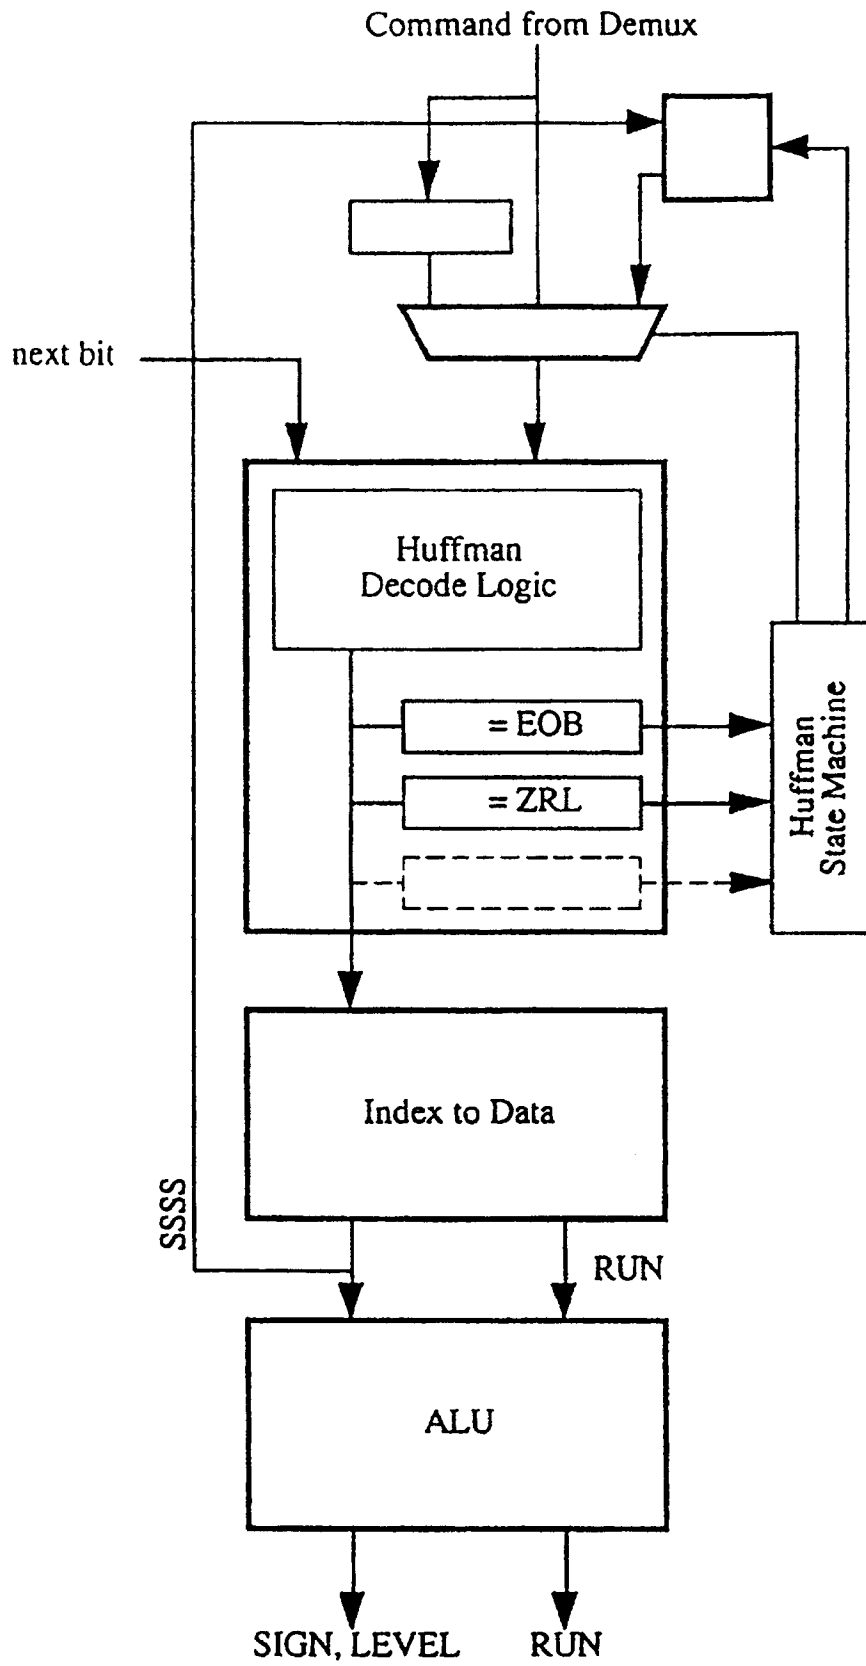 Command from Demux
next bit
Huffman
Decode Logic
= EOB
= ZRL
Huffman
State Machine
Index to Data
SSSS
RUN
ALU
SIGN, LEVEL
RUN